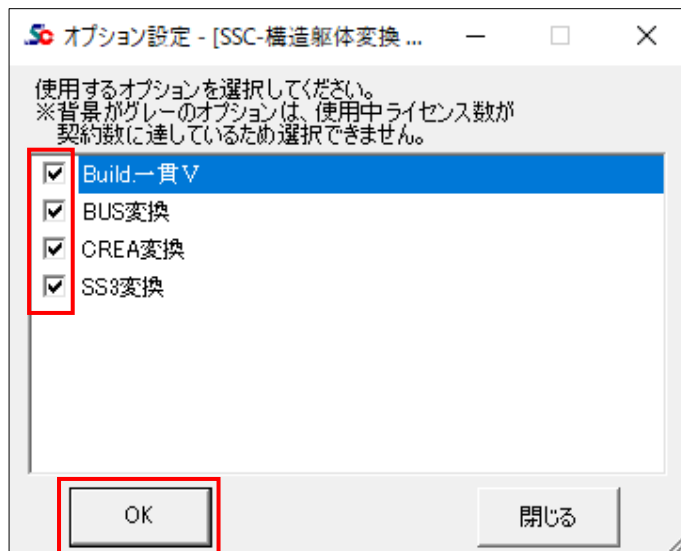 オプション設定 - [SSC-構造躯体変換 ...
使用するオプションを選択してください。
※背景がグレーのオプションは、使用中ライセンス数が
契約数に達しているため選択できません。
Build.一貫Ⅴ
BUS変換
CREA変換
SS3変換
OK
閉じる